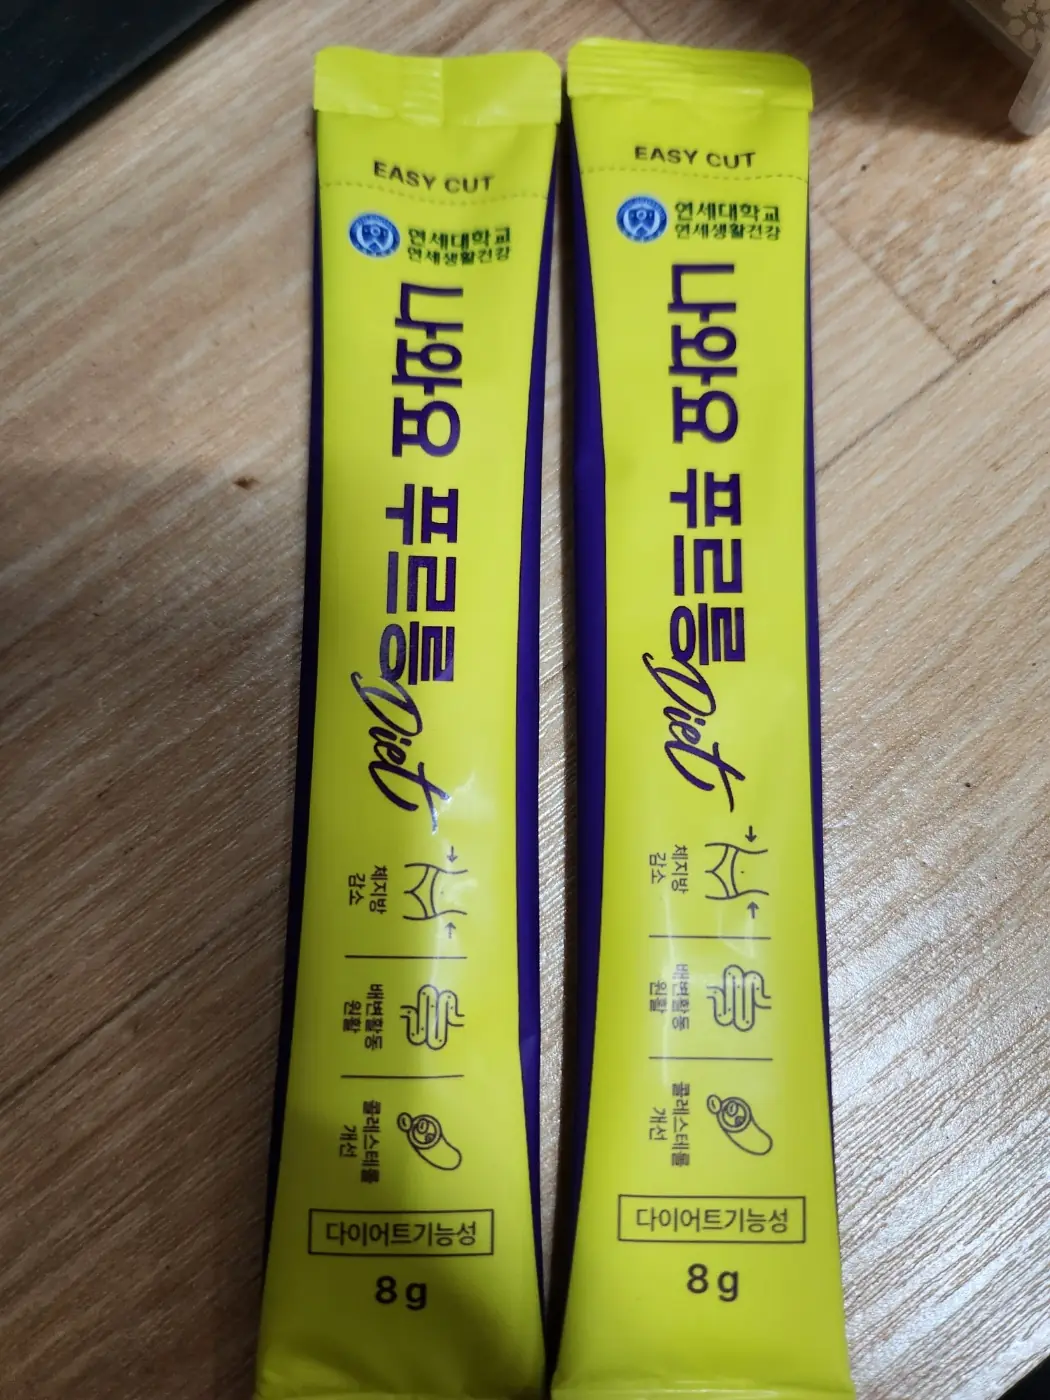 EASY CUT
연세대학교
연세생활건강
나와요 푸르름
Diet
체지방
감소
배변활동
원활
콜레스테롤
개선
다이어트기능성
8g
EASY CUT
연세대학교
연세생활건강
나와요 푸르름
Diet
체지방
감소
배변활동
원활
콜레스테롤
개선
다이어트기능성
8g